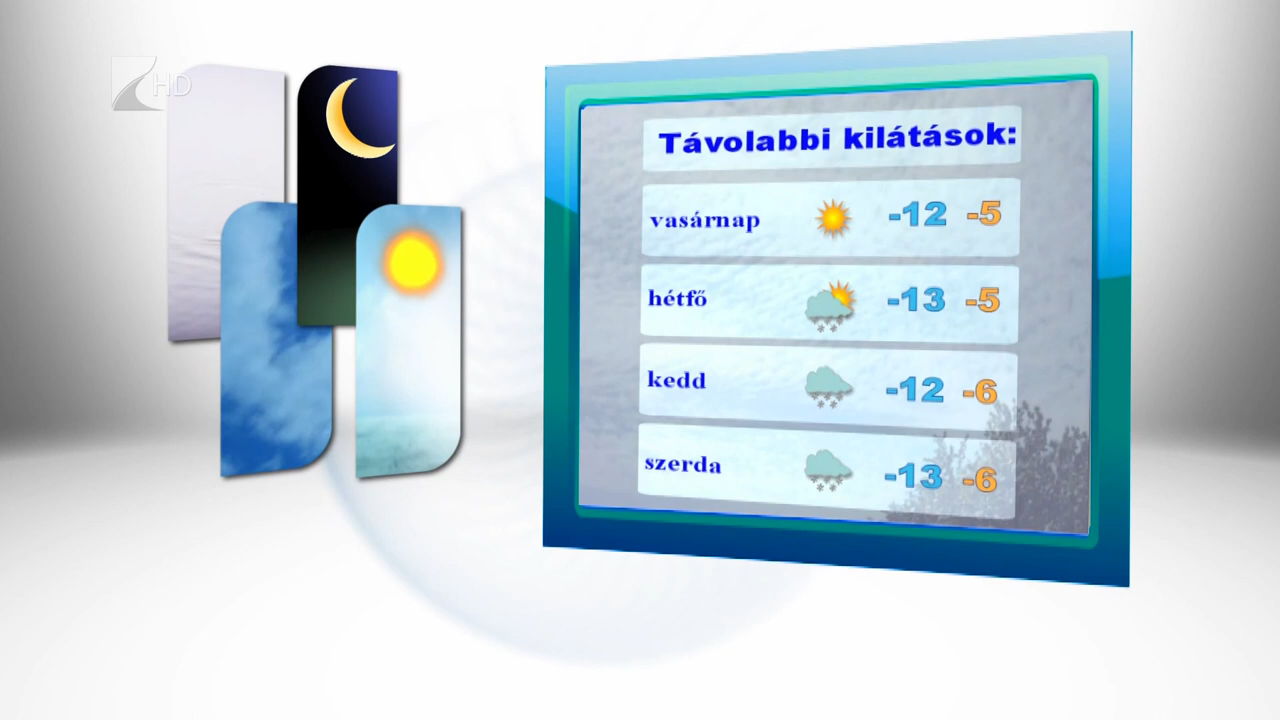 HD
Távolabbi kilátások:
vasárnap -12 -5
hétfő -13 -5
kedd -12 -6
szerda -13 -6